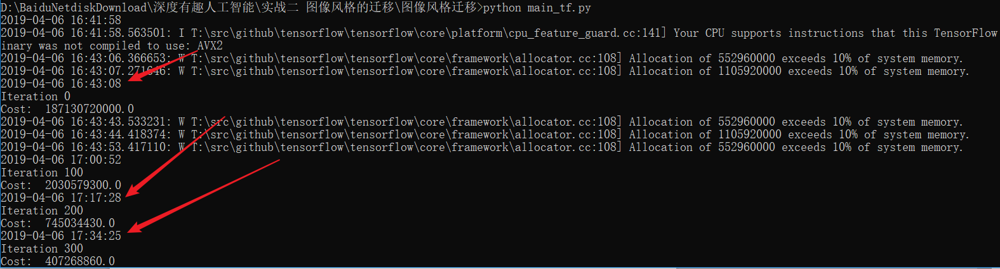 D:\BaiduNetdiskDownload\深度有趣人工智能\实战二 图像风格的迁移\图像风格迁移>python main_tf.py
2019-04-06 16:41:58
2019-04-06 16:41:58.563501: I T:\src\github\tensorflow\tensorflow\core\platform\cpu_feature_guard.cc:141] Your CPU supports instructions that this TensorFlow
inary was not compiled to use: AVX2
2019-04-06 16:43:06.366653: W T:\src\github\tensorflow\tensorflow\core\framework\allocator.cc:108] Allocation of 552960000 exceeds 10% of system memory.
2019-04-06 16:43:07.271646: W T:\src\github\tensorflow\tensorflow\core\framework\allocator.cc:108] Allocation of 1105920000 exceeds 10% of system memory.
2019-04-06 16:43:08
Iteration 0
Cost:  187130720000.0
2019-04-06 16:43:43.533231: W T:\src\github\tensorflow\tensorflow\core\framework\allocator.cc:108] Allocation of 552960000 exceeds 10% of system memory.
2019-04-06 16:43:44.418374: W T:\src\github\tensorflow\tensorflow\core\framework\allocator.cc:108] Allocation of 1105920000 exceeds 10% of system memory.
2019-04-06 16:43:53.417110: W T:\src\github\tensorflow\tensorflow\core\framework\allocator.cc:108] Allocation of 552960000 exceeds 10% of system memory.
2019-04-06 17:00:52
Iteration 100
Cost:  2030579300.0
2019-04-06 17:17:28
Iteration 200
Cost:  745034430.0
2019-04-06 17:34:25
Iteration 300
Cost:  407268860.0